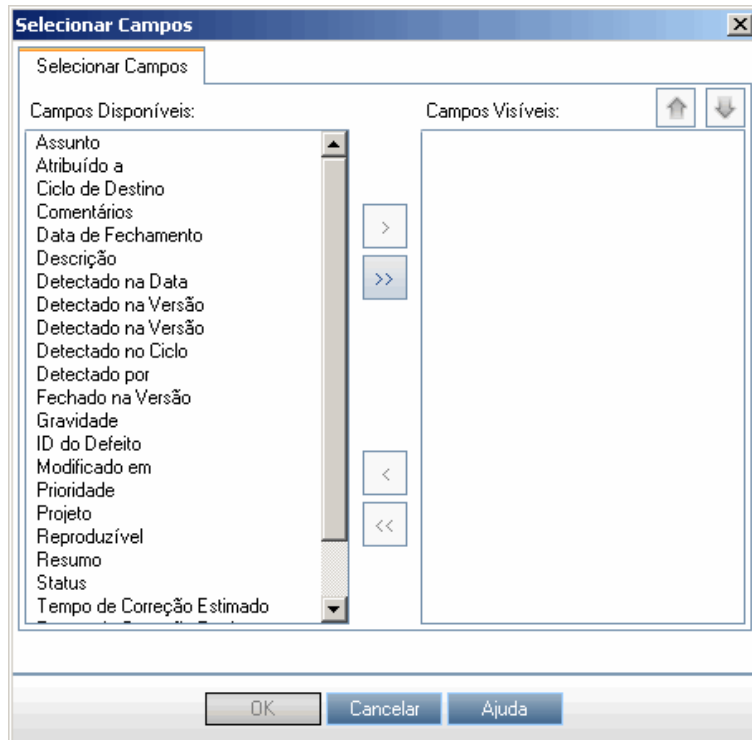 Selecionar Campos
Selecionar Campos
Campos Disponíveis:
Campos Visíveis:
Assunto
Atribuído a
Ciclo de Destino
Comentários
Data de Fechamento
Descrição
Detectado na Data
Detectado na Versão
Detectado na Versão
Detectado no Ciclo
Detectado por
Fechado na Versão
Gravidade
ID do Defeito
Modificado em
Prioridade
Projeto
Reproduzível
Resumo
Status
Tempo de Correção Estimado
>
>>
<
<<
OK
Cancelar
Ajuda